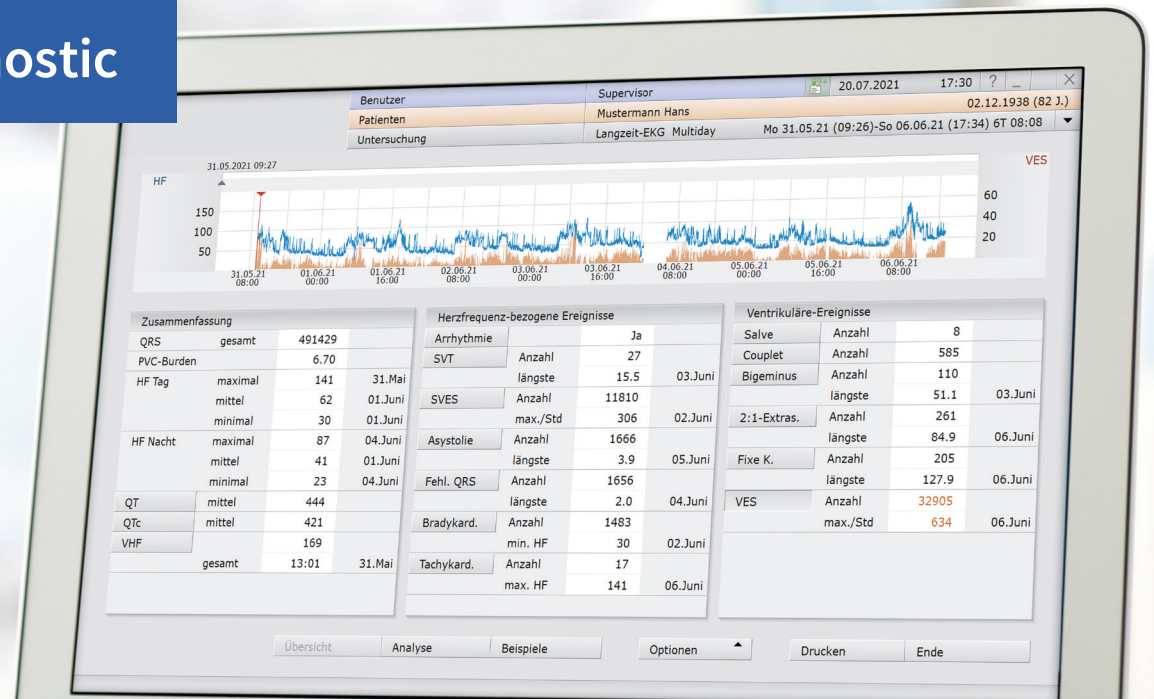 nostic
Benutzer Supervisor 20.07.2021 17:30 ? _ X
Patienten Mustermann Hans 02.12.1938 (82 J.)
Untersuchung Langzeit-EKG Multiday Mo 31.05.21 (09:26)-So 06.06.21 (17:34) 6T 08:08
31.05.2021 09:27
HF VES
150 60
100 40
50 20
31.05.21 01.06.21 01.06.21 02.06.21 03.06.21 03.06.21 04.06.21 05.06.21 05.06.21 06.06.21
08:00 00:00 16:00 08:00 00:00 16:00 08:00 00:00 16:00 08:00
Zusammenfassung
QRS gesamt 491429
PVC-Burden 6.70
HF Tag maximal 141 31.Mai
mittel 62 01.Juni
minimal 30 01.Juni
HF Nacht maximal 87 04.Juni
mittel 41 01.Juni
minimal 23 04.Juni
QT mittel 444
QTc mittel 421
VHF 169
gesamt 13:01 31.Mai
Herzfrequenz-bezogene Ereignisse
Arrhythmie Ja
SVT Anzahl 27
längste 15.5 03.Juni
SVES Anzahl 11810
max./Std 306 02.Juni
Asystolie Anzahl 1666
längste 3.9 05.Juni
Fehl. QRS Anzahl 1656
längste 2.0 04.Juni
Bradykard. Anzahl 1483
min. HF 30 02.Juni
Tachykard. Anzahl 17
max. HF 141 06.Juni
Ventrikuläre-Ereignisse
Salve Anzahl 8
Couplet Anzahl 585
Bigeminus Anzahl 110
längste 51.1 03.Juni
2:1-Extras. Anzahl 261
längste 84.9 06.Juni
Fixe K. Anzahl 205
längste 127.9 06.Juni
VES Anzahl 32905
max./Std 634 06.Juni
Übersicht Analyse Beispiele Optionen Drucken Ende